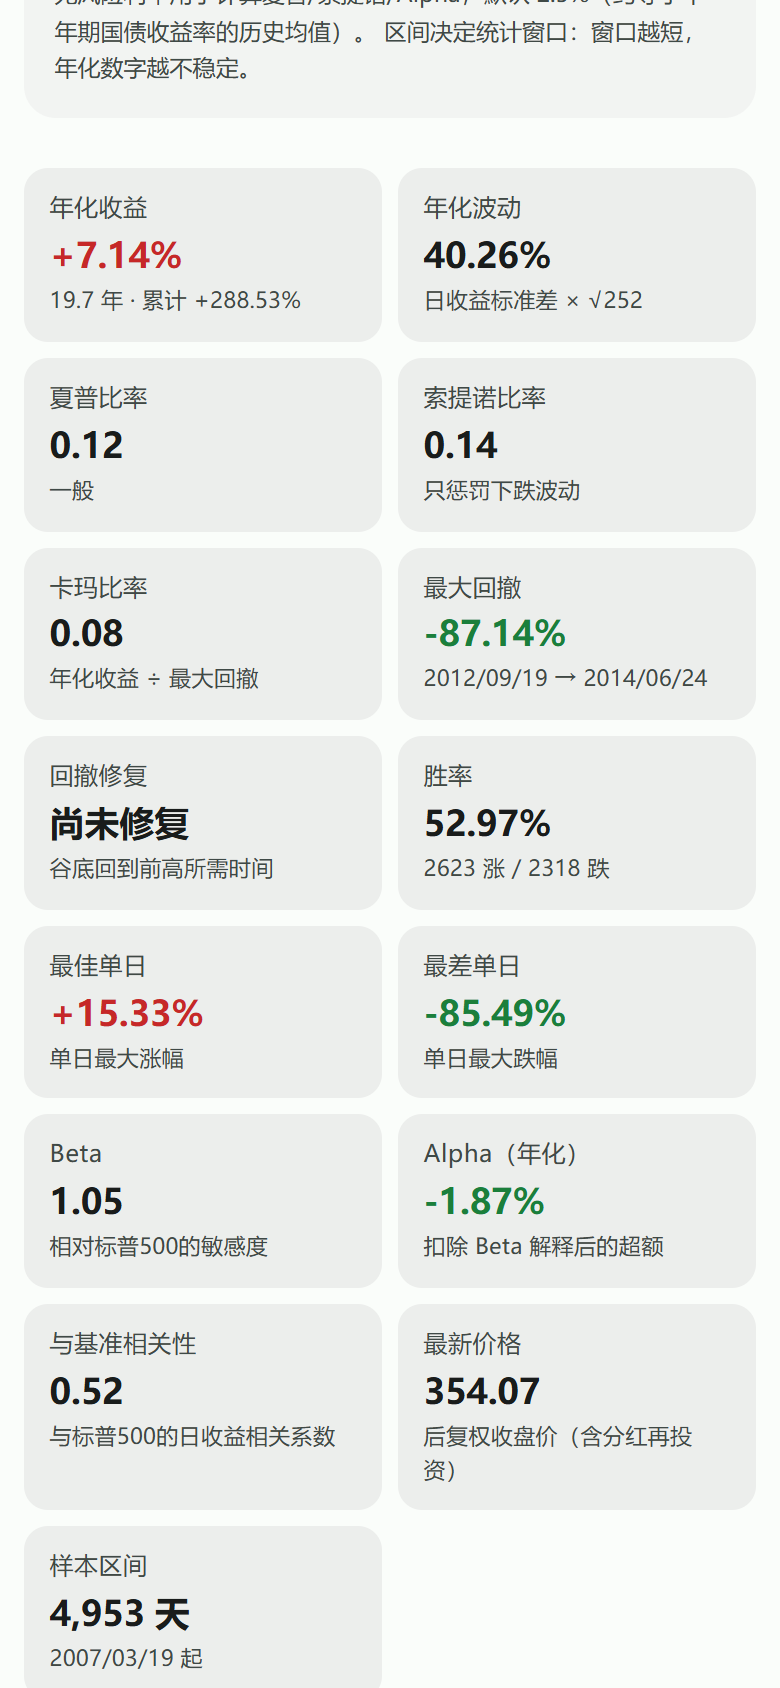 年期国债收益率的历史均值）。 区间决定统计窗口：窗口越短，
年化数字越不稳定。
年化收益
+7.14%
19.7 年 · 累计 +288.53%
年化波动
40.26%
日收益标准差 × √252
夏普比率
0.12
一般
索提诺比率
0.14
只惩罚下跌波动
卡玛比率
0.08
年化收益 ÷ 最大回撤
最大回撤
-87.14%
2012/09/19 → 2014/06/24
回撤修复
尚未修复
谷底回到前高所需时间
胜率
52.97%
2623 涨 / 2318 跌
最佳单日
+15.33%
单日最大涨幅
最差单日
-85.49%
单日最大跌幅
Beta
1.05
相对标普500的敏感度
Alpha（年化）
-1.87%
扣除 Beta 解释后的超额
与基准相关性
0.52
与标普500的日收益相关系数
最新价格
354.07
后复权收盘价（含分红再投
资）
样本区间
4,953 天
2007/03/19 起